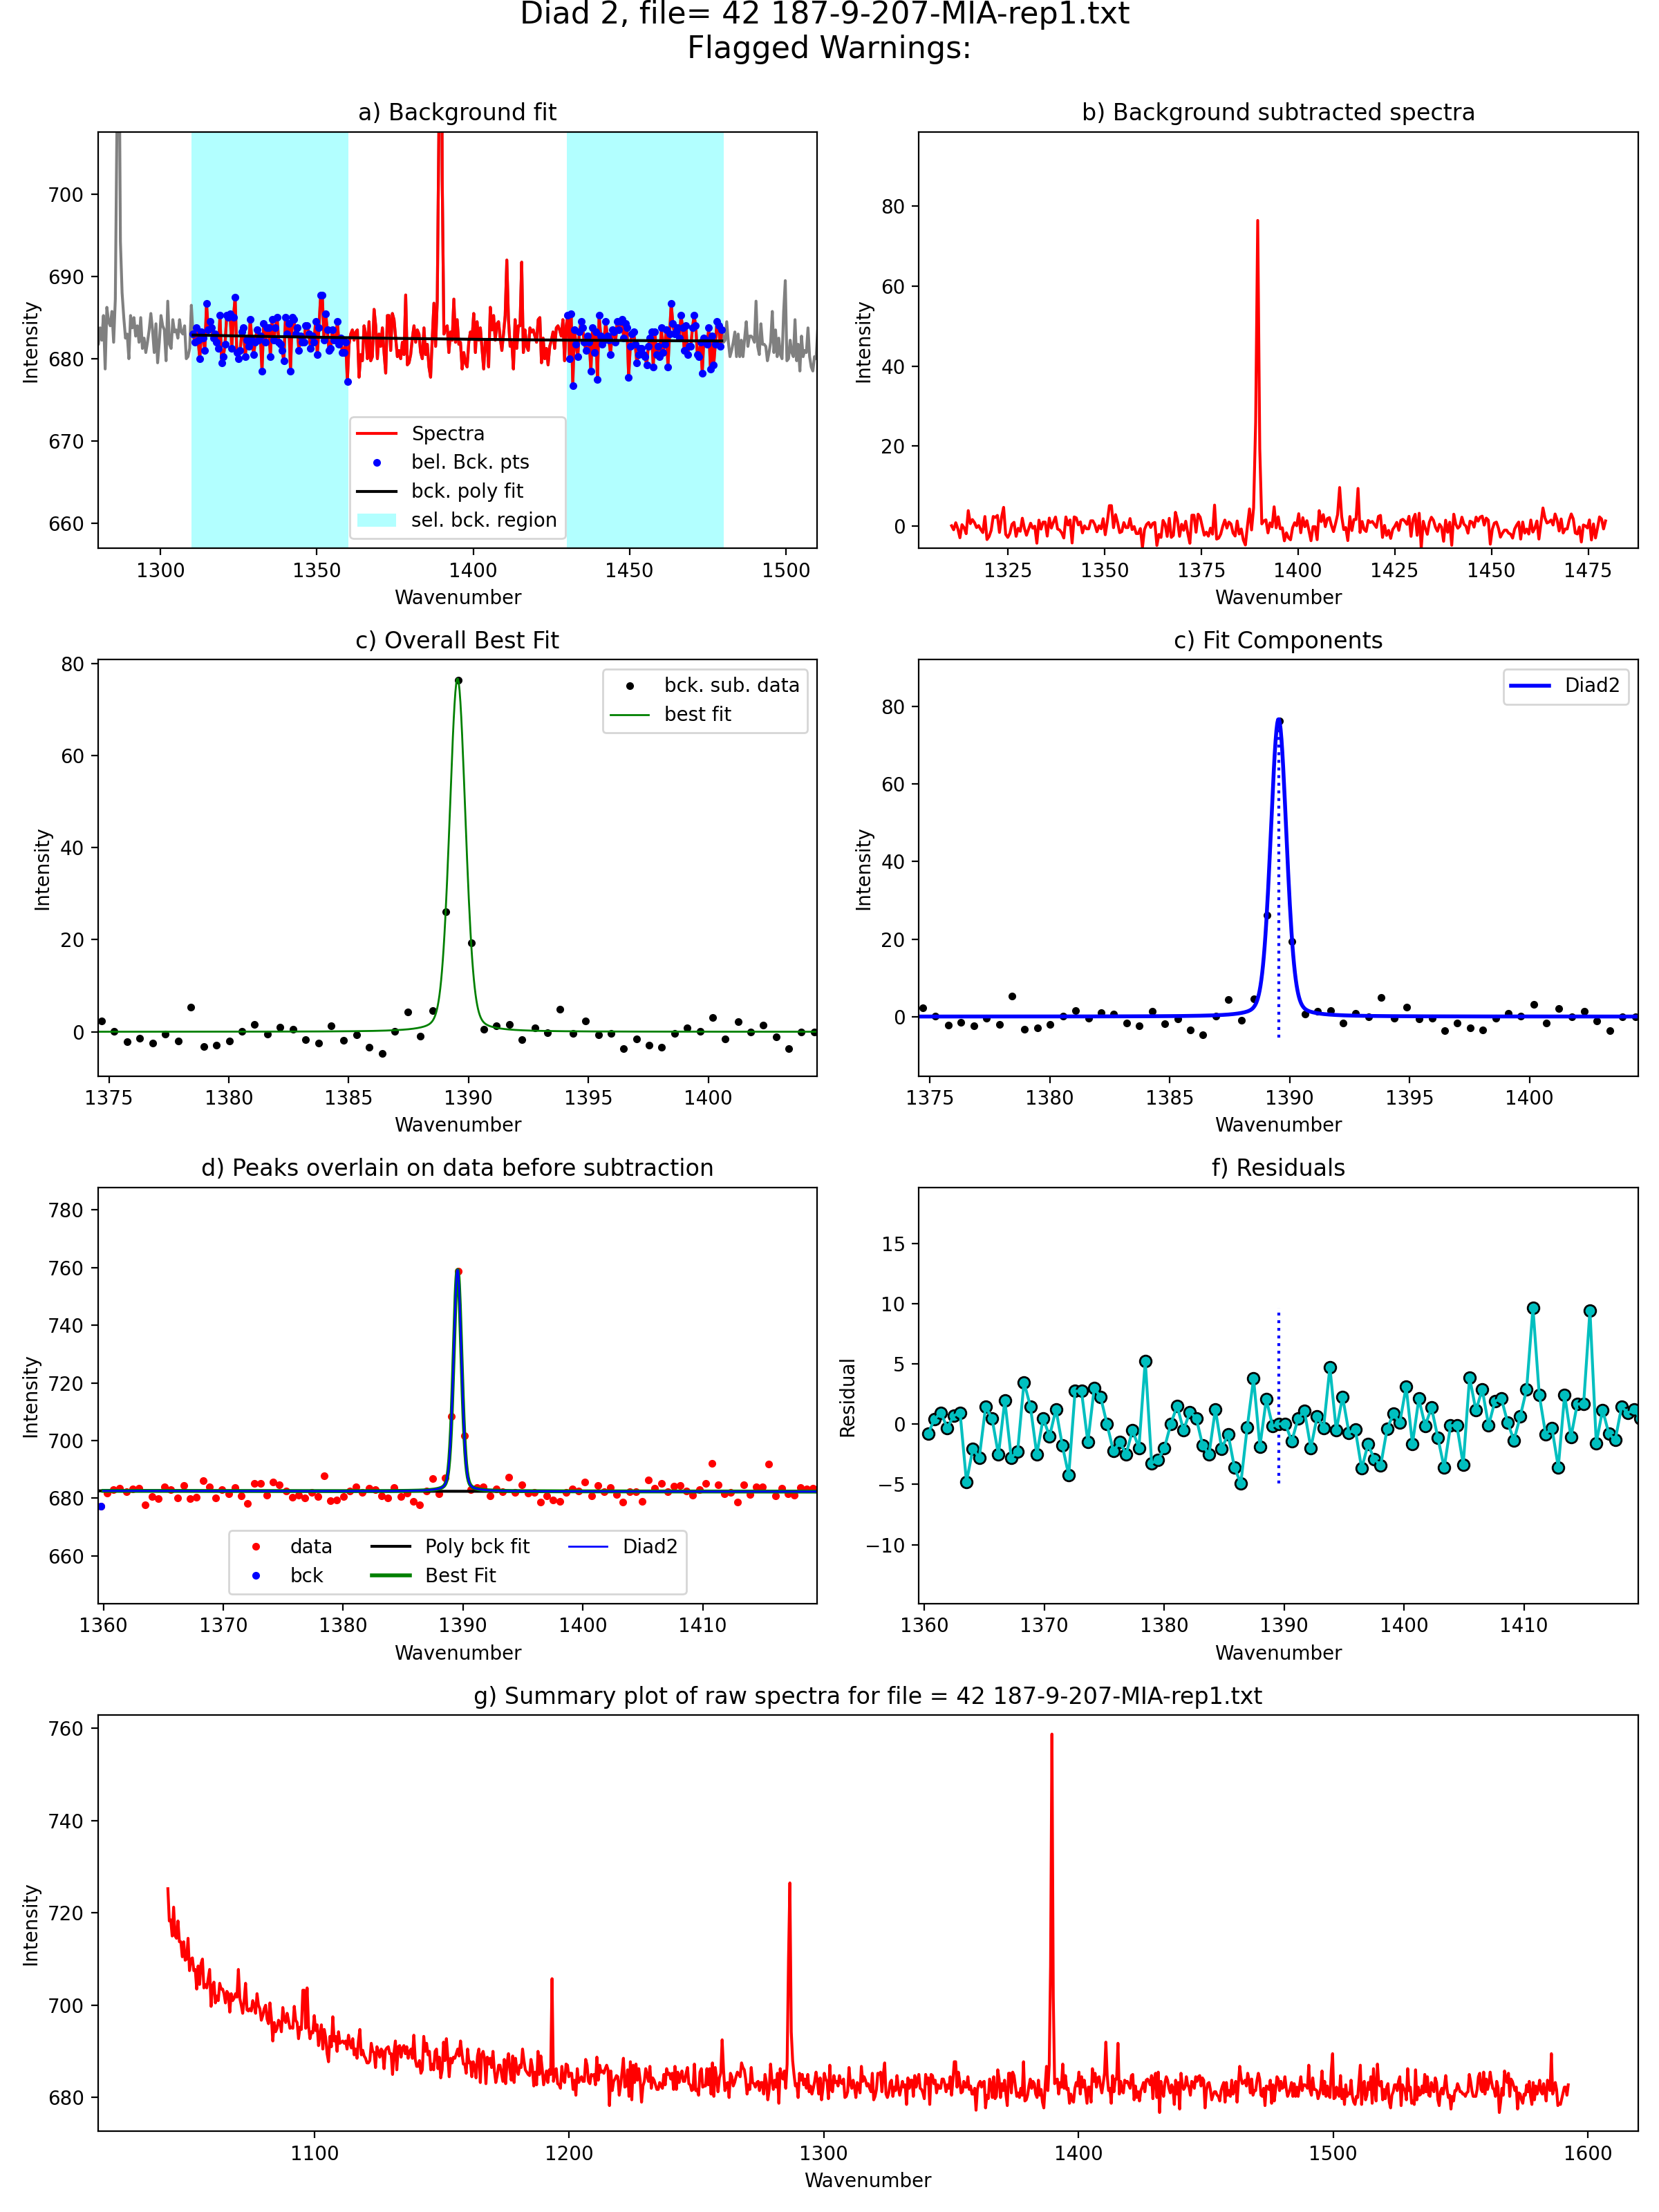 Diad 2, file= 42 187-9-207-MIA-rep1.txt
Flagged Warnings:
a) Background fit
b) Background subtracted spectra
700
690
680
670
660
Intensity
Spectra
bel. Bck. pts
bck. poly fit
sel. bck. region
1300 1350 1400 1450 1500
Wavenumber
80
60
40
20
0
Intensity
1325 1350 1375 1400 1425 1450 1475
Wavenumber
c) Overall Best Fit
c) Fit Components
80
60
40
20
0
Intensity
bck. sub. data
best fit
1375 1380 1385 1390 1395 1400
Wavenumber
80
60
40
20
0
Intensity
Diad2
1375 1380 1385 1390 1395 1400
Wavenumber
d) Peaks overlain on data before subtraction
f) Residuals
780
760
740
720
700
680
660
Intensity
data Poly bck fit Diad2
bck Best Fit
1360 1370 1380 1390 1400 1410
Wavenumber
15
10
5
0
−5
−10
Residual
1360 1370 1380 1390 1400 1410
Wavenumber
g) Summary plot of raw spectra for file = 42 187-9-207-MIA-rep1.txt
760
740
720
700
680
Intensity
1100 1200 1300 1400 1500 1600
Wavenumber